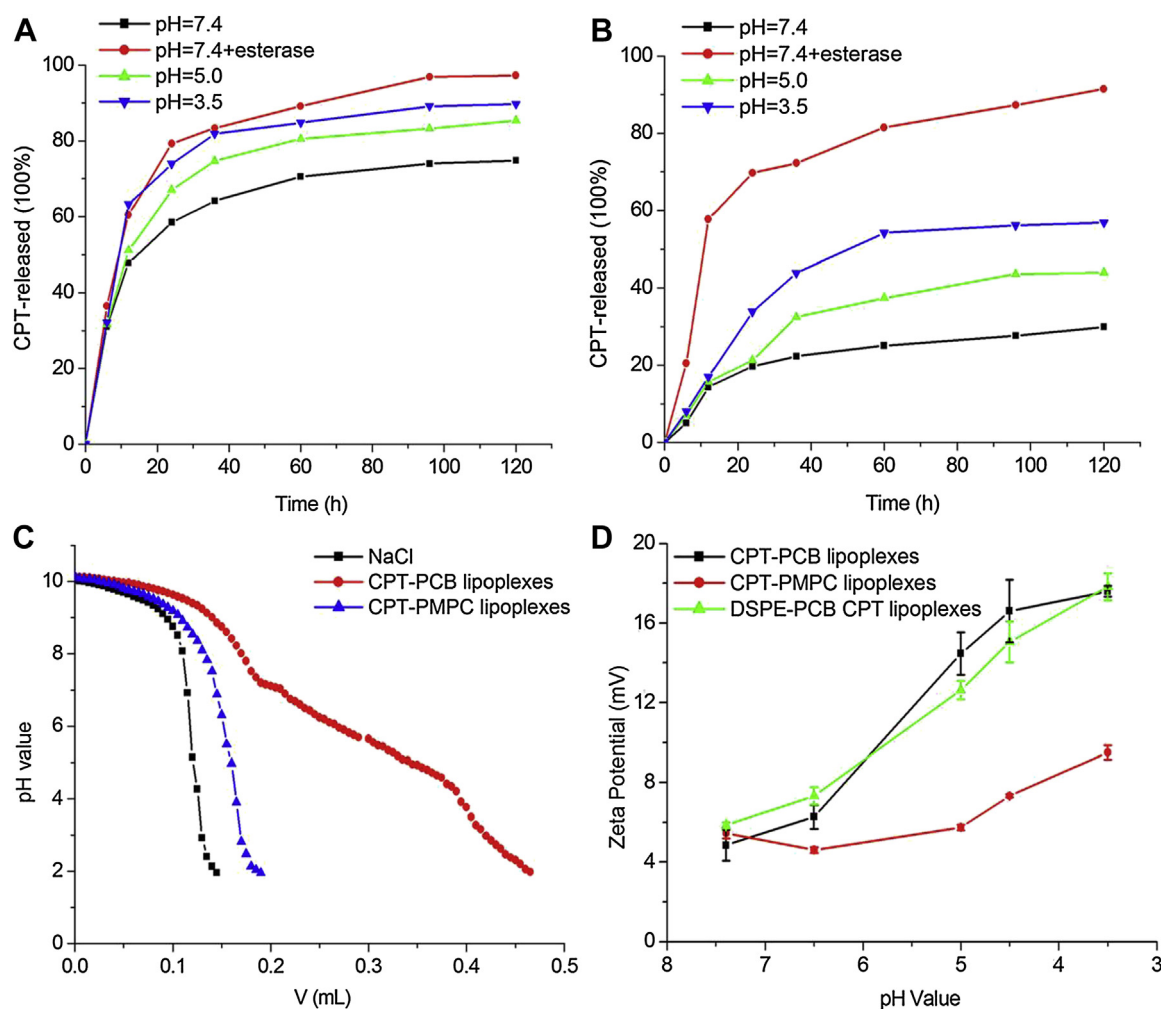 A
pH=7.4
pH=7.4+esterase
pH=5.0
pH=3.5
100
80
60
40
20
0
CPT-released (100%)
0 20 40 60 80 100 120
Time (h)
B
pH=7.4
pH=7.4+esterase
pH=5.0
pH=3.5
100
80
60
40
20
0
CPT-released (100%)
0 20 40 60 80 100 120
Time (h)
C
NaCl
CPT-PCB lipoplexes
CPT-PMPC lipoplexes
10
8
6
4
2
0
pH value
0.0 0.1 0.2 0.3 0.4 0.5
V (mL)
D
CPT-PCB lipoplexes
CPT-PMPC lipoplexes
DSPE-PCB CPT lipoplexes
20
16
12
8
4
0
Zeta Potential (mV)
8 7 6 5 4 3
pH Value